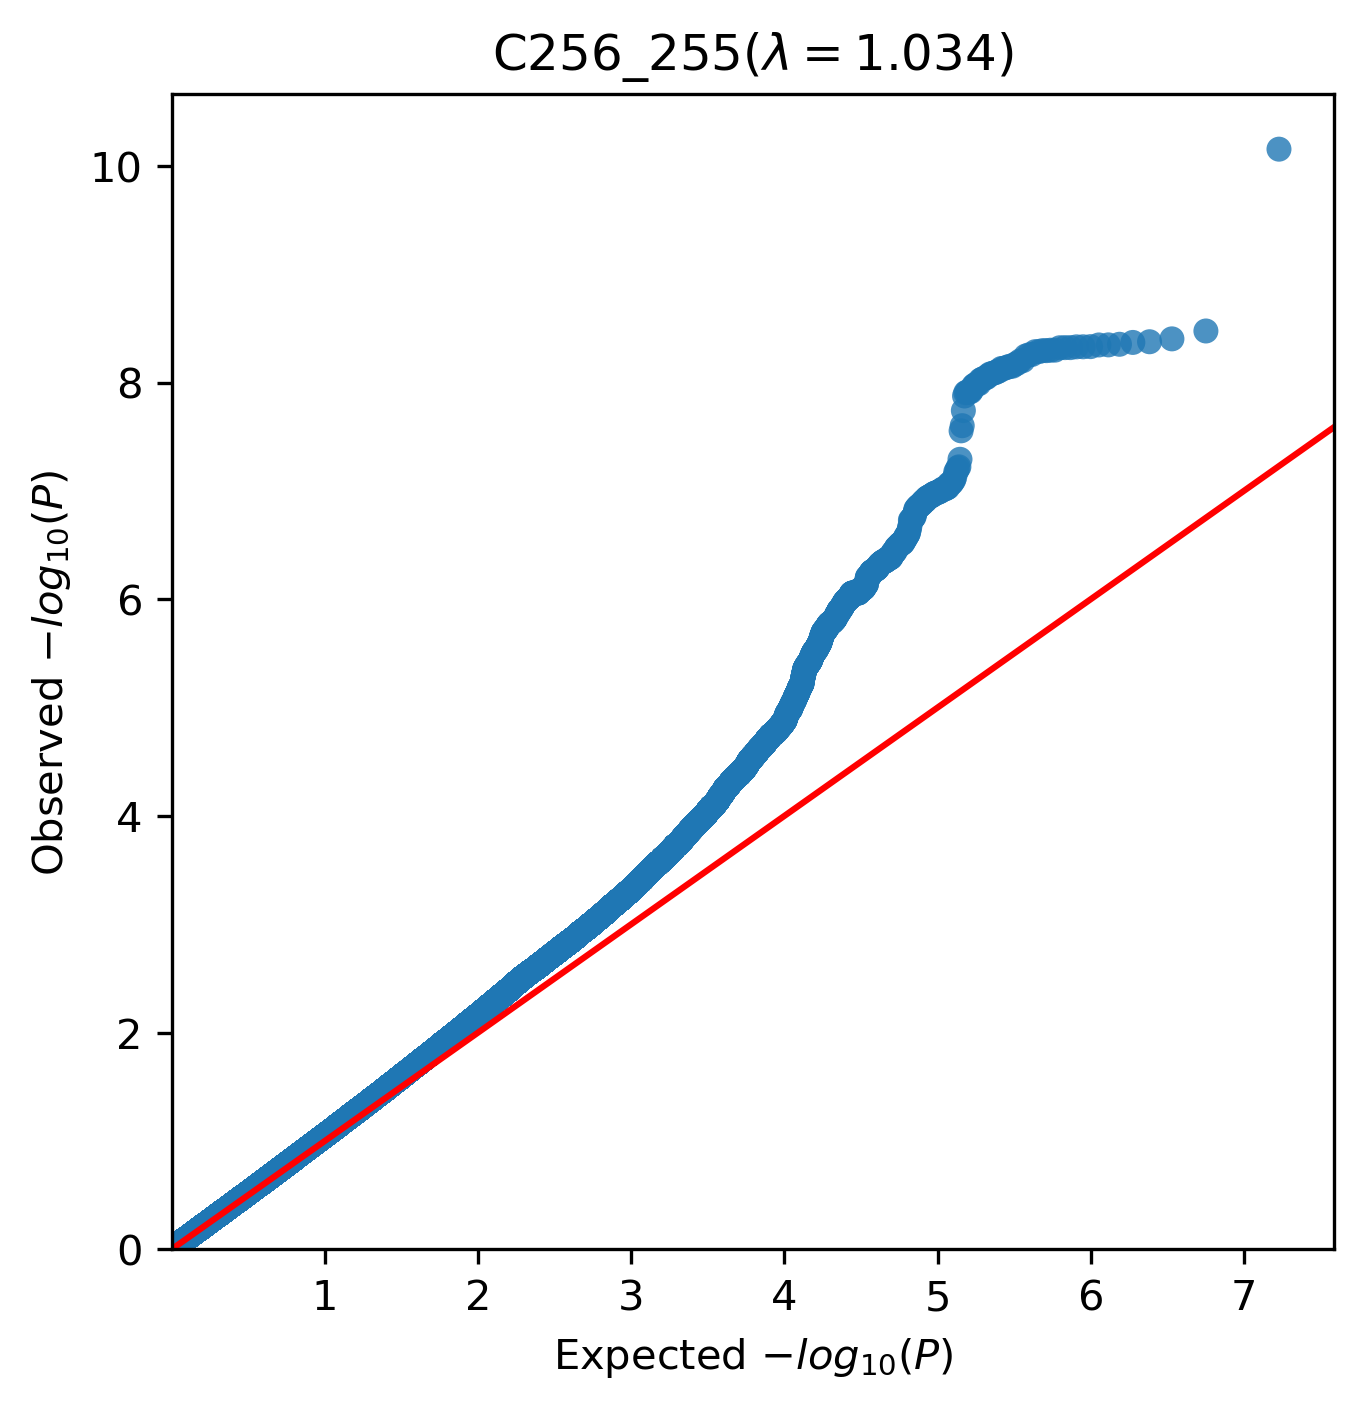 C256_255(λ = 1.034)
10
8
6
4
2
0
Observed −log₁₀(P)
1 2 3 4 5 6 7
Expected −log₁₀(P)